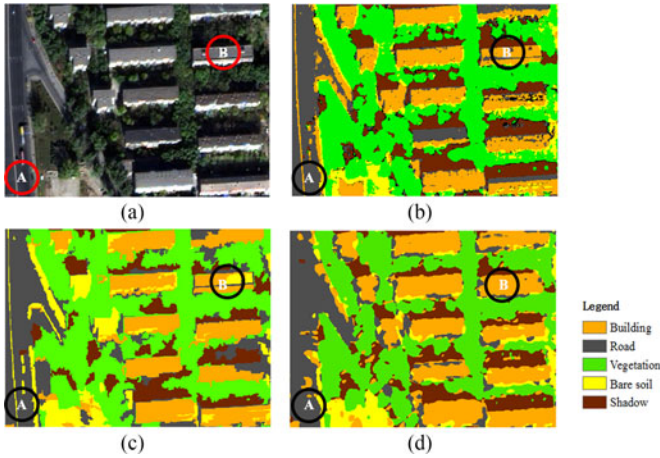 B
A
(a)
B
A
(b)
B
A
(c)
B
A
(d)
Legend
Building
Road
Vegetation
Bare soil
Shadow